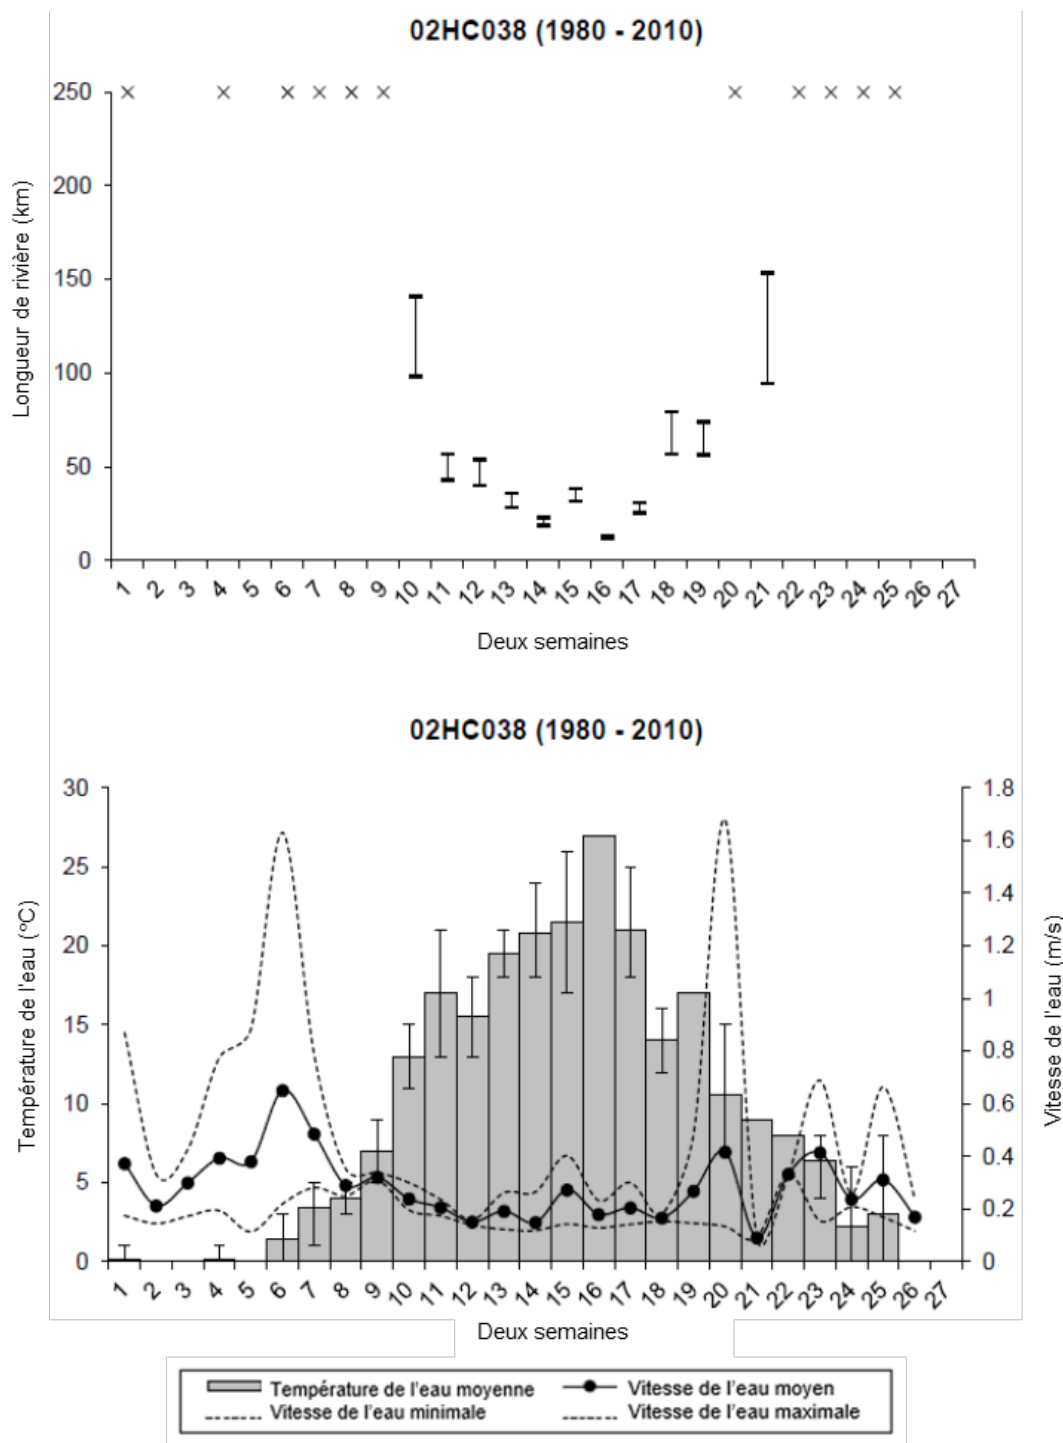 02HC038 (1980 - 2010)
250
200
150
100
50
0
Longueur de rivière (km)
1 2 3 4 5 6 7 8 9 10 11 12 13 14 15 16 17 18 19 20 21 22 23 24 25 26 27
Deux semaines
02HC038 (1980 - 2010)
30
25
20
15
10
5
0
Température de l'eau (ºC)
1.8
1.6
1.4
1.2
1
0.8
0.6
0.4
0.2
0
Vitesse de l'eau (m/s)
1 2 3 4 5 6 7 8 9 10 11 12 13 14 15 16 17 18 19 20 21 22 23 24 25 26 27
Deux semaines
Température de l'eau moyenne
Vitesse de l'eau moyen
Vitesse de l'eau minimale
Vitesse de l'eau maximale